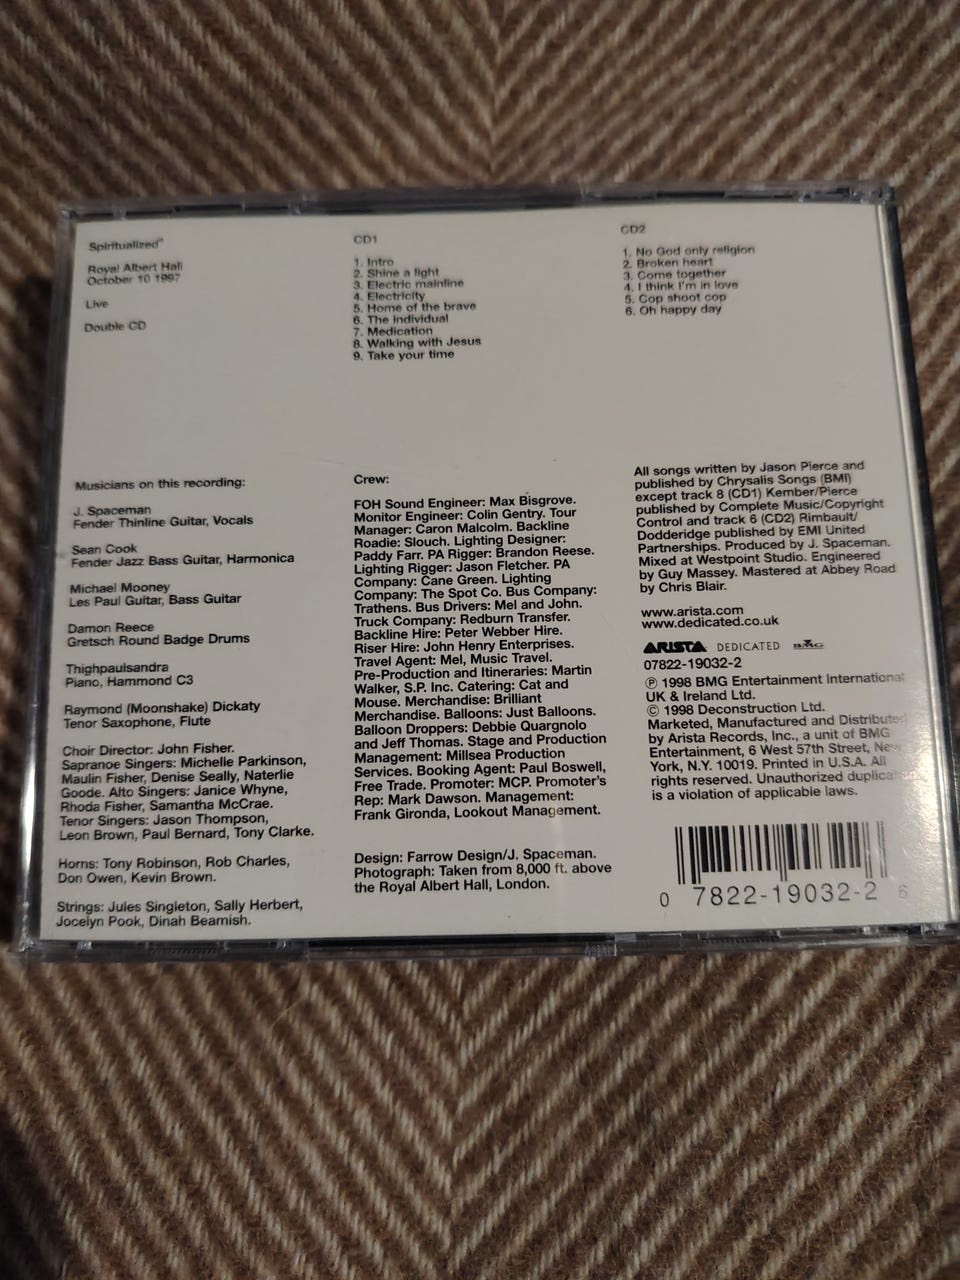 Spiritualized®
Royal Albert Hall
October 10 1997
Live
Double CD
CD1
1. Intro
2. Shine a light
3. Electric mainline
4. Electricity
5. Home of the brave
6. The individual
7. Medication
8. Walking with Jesus
9. Take your time
CD2
1. No God only religion
2. Broken heart
3. Come together
4. I think I'm in love
5. Cop shoot cop
6. Oh happy day
Musicians on this recording:
J. Spaceman
Fender Thinline Guitar, Vocals
Sean Cook
Fender Jazz Bass Guitar, Harmonica
Michael Mooney
Les Paul Guitar, Bass Guitar
Damon Reece
Gretsch Round Badge Drums
Thighpaulsandra
Piano, Hammond C3
Raymond (Moonshake) Dickaty
Tenor Saxophone, Flute
Choir Director: John Fisher.
Sapranoe Singers: Michelle Parkinson,
Maulin Fisher, Denise Seally, Naterlie
Goode. Alto Singers: Janice Whyne,
Rhoda Fisher, Samantha McCrae.
Tenor Singers: Jason Thompson,
Leon Brown, Paul Bernard, Tony Clarke.
Horns: Tony Robinson, Rob Charles,
Don Owen, Kevin Brown.
Strings: Jules Singleton, Sally Herbert,
Jocelyn Pook, Dinah Beamish.
Crew:
FOH Sound Engineer: Max Bisgrove.
Monitor Engineer: Colin Gentry. Tour
Manager: Caron Malcolm. Backline
Roadie: Slouch. Lighting Designer:
Paddy Farr. PA Rigger: Brandon Reese.
Lighting Rigger: Jason Fletcher. PA
Company: Cane Green. Lighting
Company: The Spot Co. Bus Company:
Trathens. Bus Drivers: Mel and John.
Truck Company: Redburn Transfer.
Backline Hire: Peter Webber Hire.
Riser Hire: John Henry Enterprises.
Travel Agent: Mel, Music Travel.
Pre-Production and Itineraries: Martin
Walker, S.P. Inc. Catering: Cat and
Mouse. Merchandise: Brilliant
Merchandise. Balloons: Just Balloons.
Balloon Droppers: Debbie Quargnolo
and Jeff Thomas. Stage and Production
Management: Millsea Production
Services. Booking Agent: Paul Boswell,
Free Trade. Promoter: MCP. Promoter's
Rep: Mark Dawson. Management:
Frank Gironda, Lookout Management.
Design: Farrow Design/J. Spaceman.
Photograph: Taken from 8,000 ft. above
the Royal Albert Hall, London.
All songs written by Jason Pierce and
published by Chrysalis Songs (BMI)
except track 8 (CD1) Kember/Pierce
published by Complete Music/Copyright
Control and track 6 (CD2) Rimbault/
Dodderidge published by EMI United
Partnerships. Produced by J. Spaceman.
Mixed at Westpoint Studio. Engineered
by Guy Massey. Mastered at Abbey Road
by Chris Blair.
www.arista.com
www.dedicated.co.uk
ARISTA DEDICATED BMG
07822-19032-2
℗ 1998 BMG Entertainment International
UK & Ireland Ltd.
© 1998 Deconstruction Ltd.
Marketed, Manufactured and Distributed
by Arista Records, Inc., a unit of BMG
Entertainment, 6 West 57th Street, New
York, N.Y. 10019. Printed in U.S.A. All
rights reserved. Unauthorized duplication
is a violation of applicable laws.
0 7822-19032-2 6